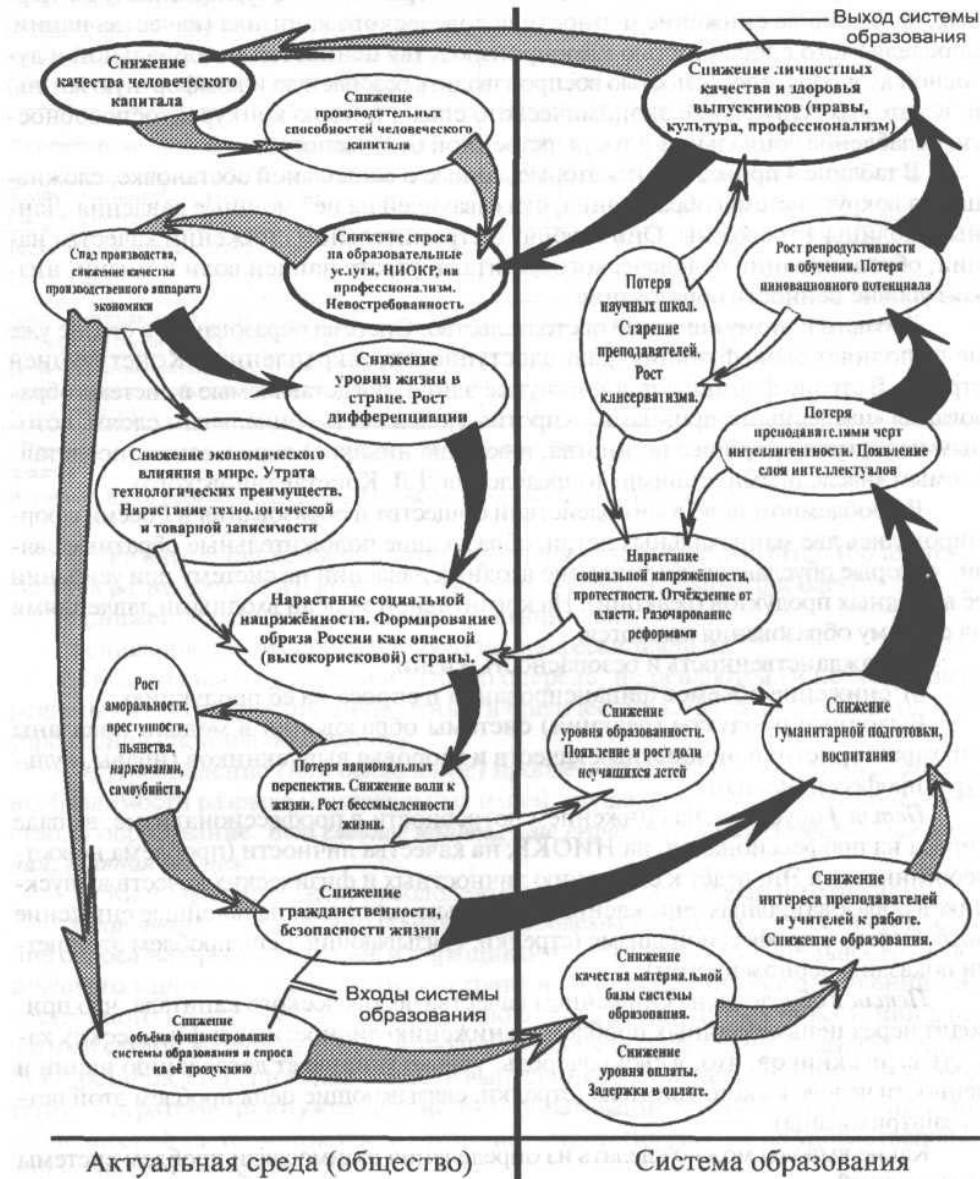 Выход системы
образования
Снижение
качества человеческого
капитала
Снижение
производительных
способностей человеческого
капитала
Снижение личностных
качества и здоровья
выпускников (нравы,
культура, профессионализм)
Спад производства,
снижение качества
производственного аппарата
экономики
Снижение спроса
на образовательные
услуги, НИОКР, на
профессионализм.
Невостребованность.
Потеря
научных школ.
Старение
преподавателей.
Рост
клисерватизма.
Рост репродуктивности
в обучении. Потеря
инновационного потенциала
Снижение
уровня жизни в
стране. Рост
дифференциации
Потеря
преподавателями черт
интеллигентности. Появление
слоя интеллектуалов
Снижение экономического
влияния в мире. Утрата
технологических преимуществ.
Нарастание технологической
и научной зависимости
Нарастание
социальной напряжённости,
протестности. Отчёждение от
власти. Разочарование
реформами
Нарастание социальной
напряжённости. Формирование
образа России как опасной
(высокорисковой) страны.
Рост
аморальности,
преступности,
пьянства,
наркомании,
самоубийств.
Потеря
перспектив. Снижение воли к
жизни. Рост бессмысленности
жизни.
Снижение
уровня образованности.
Появление и рост доли
неучащихся детей
Снижение
гуманитарной подготовки,
воспитания
Снижение
гражданственности,
безопасности жизни
Снижение
интереса преподавателей
и учителей к работе.
Снижение образования.
Входы системы
образования
Снижение
качества материальной
базы системы
образования.
Снижение
уровня оплаты.
Задержки в оплате.
Снижение
объёма финансирования
системы образования и спроса
на её продукцию
Актуальная среда (общество)
Система образования